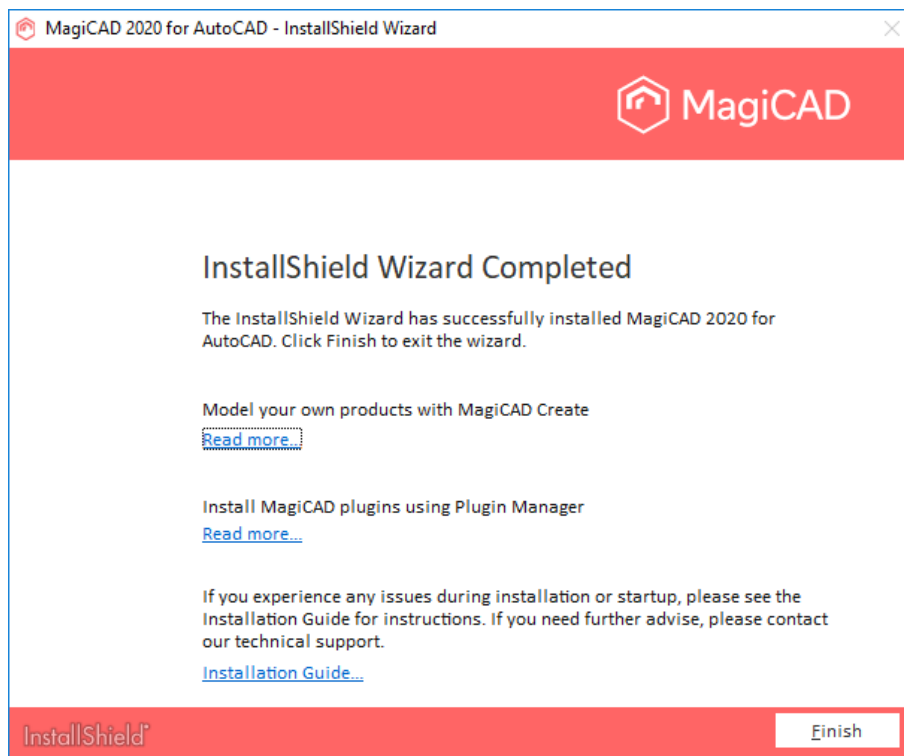 MagiCAD 2020 for AutoCAD - InstallShield Wizard
MagiCAD
InstallShield Wizard Completed
The InstallShield Wizard has successfully installed MagiCAD 2020 for
AutoCAD. Click Finish to exit the wizard.
Model your own products with MagiCAD Create
Read more...
Install MagiCAD plugins using Plugin Manager
Read more...
If you experience any issues during installation or startup, please see the
Installation Guide for instructions. If you need further advise, please contact
our technical support.
Installation Guide...
InstallShield
Finish